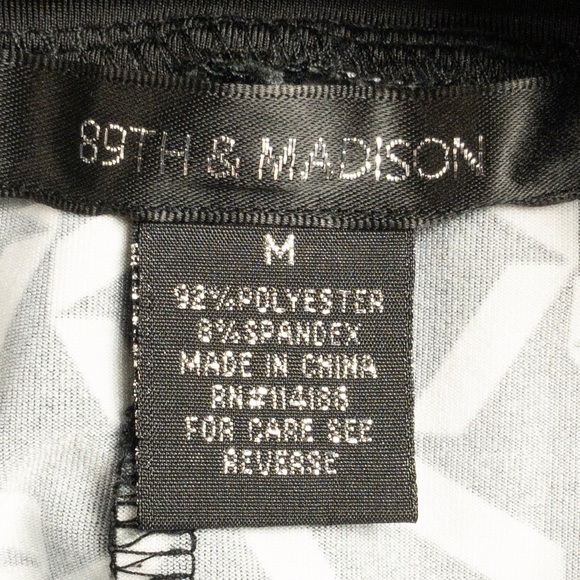 89TH & MADISON
M
92%POLYESTER
8%SPANDEX
MADE IN CHINA
RN#114186
FOR CARE SEE
REVERSE